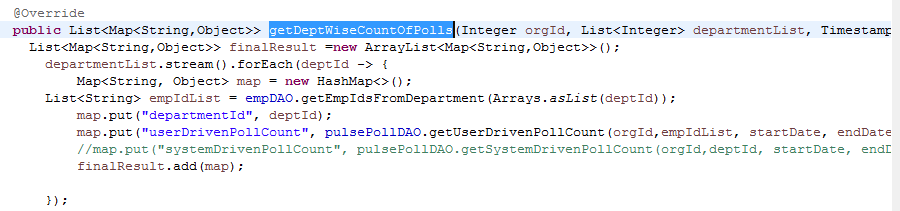 @Override
public List<Map<String,Object>> getDeptWiseCountOfPolls(Integer orgId, List<Integer> departmentList, Timestamp
List<Map<String,Object>> finalResult =new ArrayList<Map<String,Object>>();
departmentList.stream().forEach(deptId -> {
Map<String, Object> map = new HashMap<>();
List<String> empIdList = empDAO.getEmpIdsFromDepartment(Arrays.asList(deptId));
map.put("departmentId", deptId);
map.put("userDrivenPollCount", pulsePollDAO.getUserDrivenPollCount(orgId,empIdList, startDate, endDate
//map.put("systemDrivenPollCount", pulsePollDAO.getSystemDrivenPollCount(orgId,deptId, startDate, endD
finalResult.add(map);
});